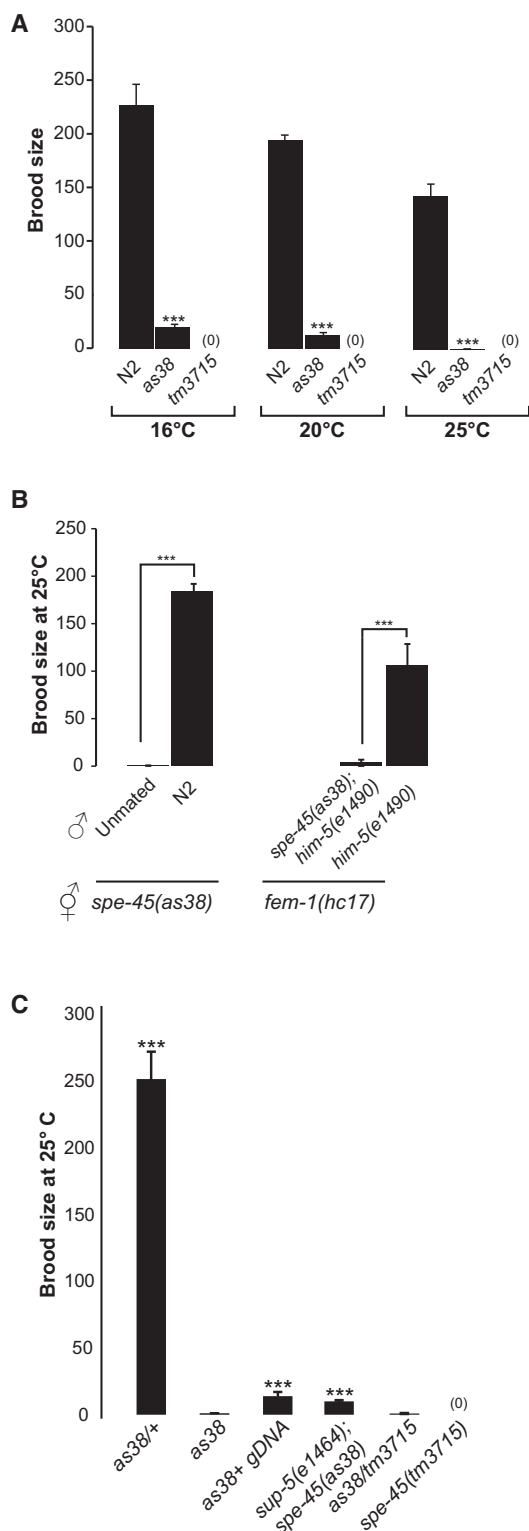 A
Brood size
300
250
200
150
100
50
0
***
(0)
***
(0)
***
(0)
N2
as38
tm3715
N2
as38
tm3715
N2
as38
tm3715
16°C
20°C
25°C
B
Brood size at 25°C
250
200
150
100
50
0
***
***
♂
Unmated
N2
spe-45(as38);
him-5(e1490)
him-5(e1490)
⚥
spe-45(as38)
fem-1(hc17)
C
Brood size at 25° C
300
250
200
150
100
50
0
***
***
***
(0)
as38/+
as38
as38+ gDNA
sup-5(e1464);
spe-45(as38)
as38/tm3715
spe-45(tm3715)